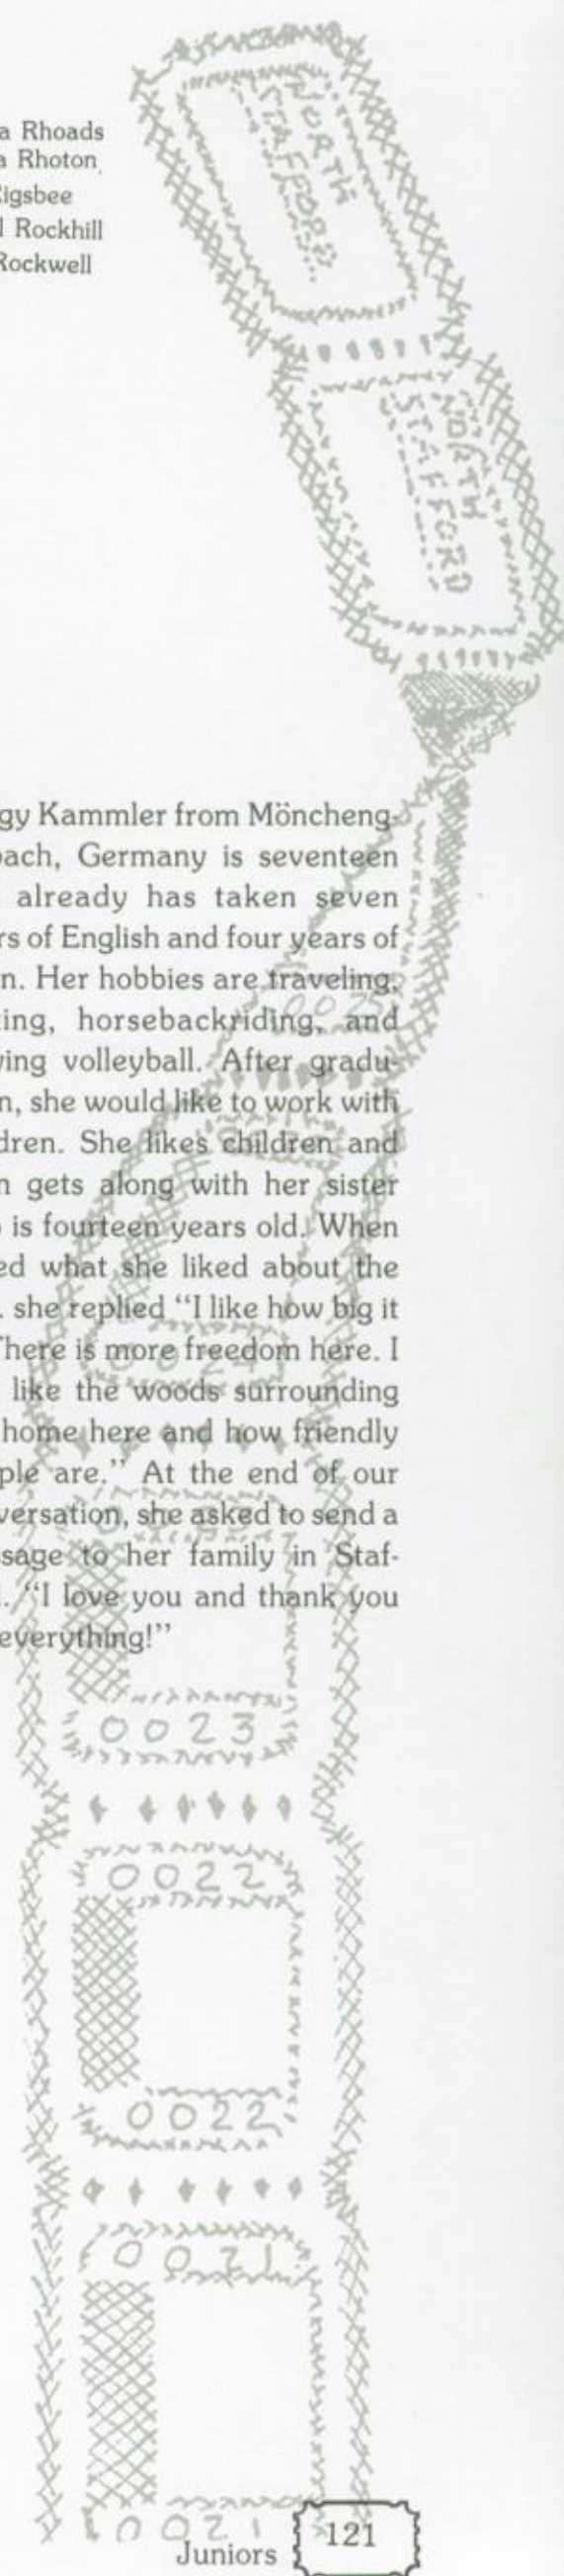 a Rhoads
a Rhoton
igsbee
l Rockhill
Rockwell
NORTH
STAFFORD
NORTH
STAFFORD
gy Kammler from Möncheng-
bach, Germany is seventeen
already has taken seven
rs of English and four years of
n. Her hobbies are traveling,
ing, horsebackriding, and
ying volleyball. After gradu-
n, she would like to work with
dren. She likes children and
n gets along with her sister
o is fourteen years old. When
ed what she liked about the
. she replied "I like how big it
There is more freedom here. I
like the woods surrounding
home here and how friendly
ple are." At the end of our
versation, she asked to send a
sage to her family in Staf-
. "I love you and thank you
everything!"
0023
0022
0022
0021
0021
Juniors 121